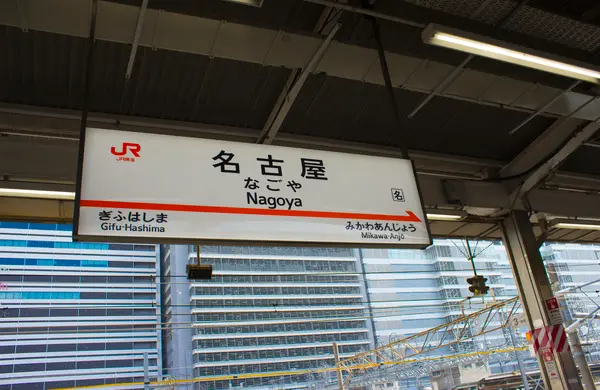 JR
JR東海
名古屋
なごや
Nagoya
名
ぎふはしま
Gifu-Hashima
みかわあんじょう
Mikawa-Anjō